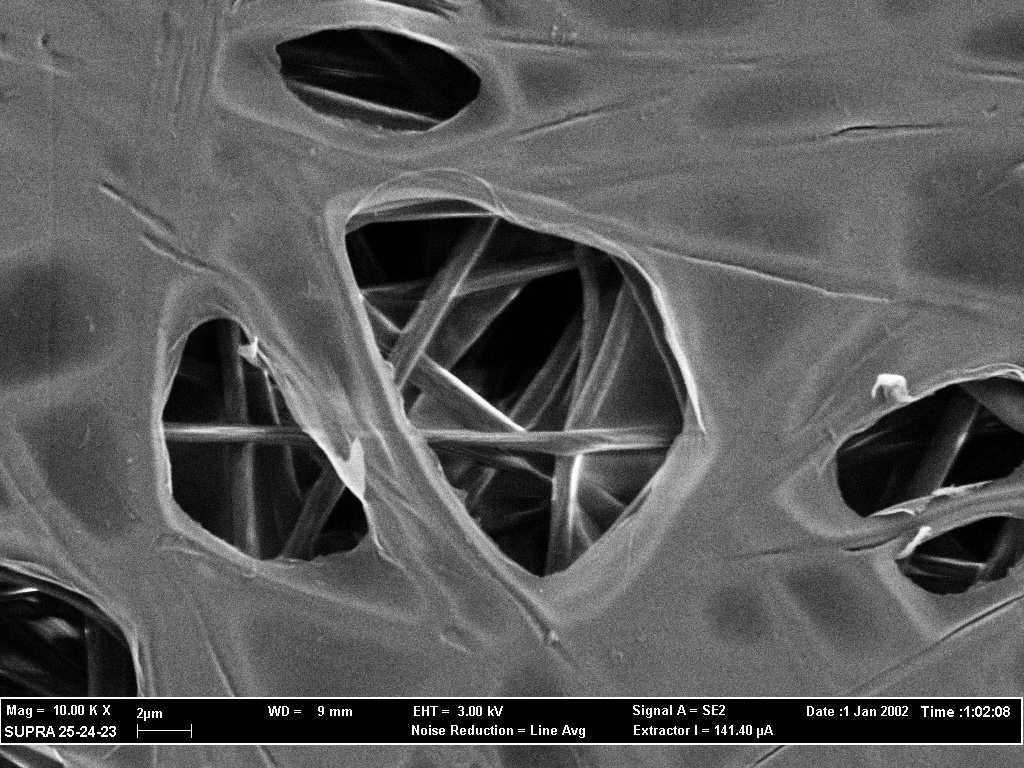 Mag = 10.00 K X 2µm WD = 9 mm EHT = 3.00 kV Signal A = SE2 Date :1 Jan 2002 Time :1:02:08
SUPRA 25-24-23 Noise Reduction = Line Avg Extractor I = 141.40 µA